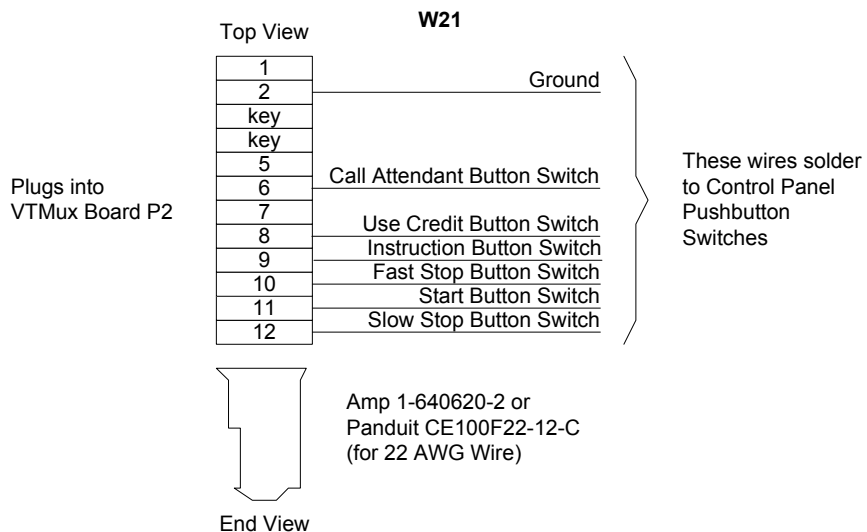 W21
Top View
1
2
key
key
5
6
7
8
9
10
11
12
Ground
Call Attendant Button Switch
Use Credit Button Switch
Instruction Button Switch
Fast Stop Button Switch
Start Button Switch
Slow Stop Button Switch
Plugs into
VTMux Board P2
These wires solder
to Control Panel
Pushbutton
Switches
Amp 1-640620-2 or
Panduit CE100F22-12-C
(for 22 AWG Wire)
End View